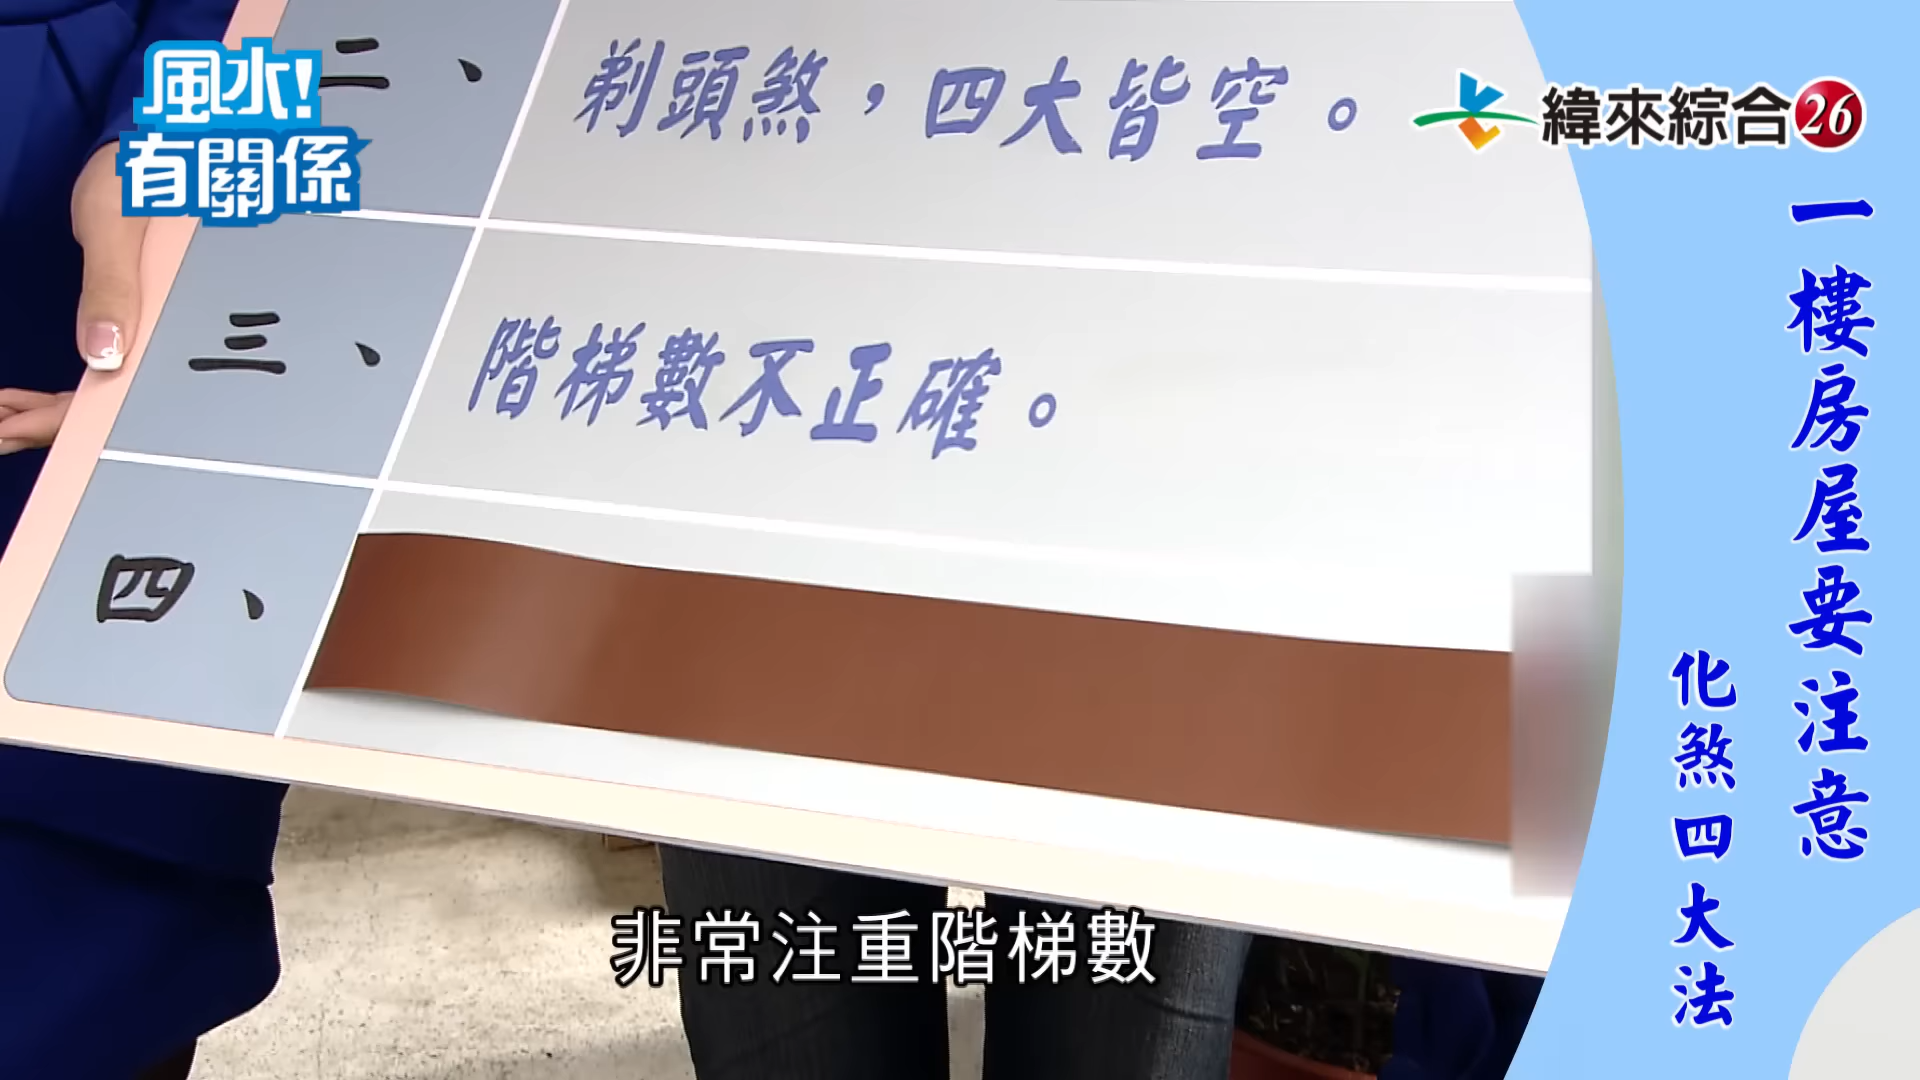 風水!
有關係
二、
剃頭煞，四大皆空。
三、
階梯數不正確。
四、
緯來綜合26
一樓房屋要注意
化煞四大法
非常注重階梯數